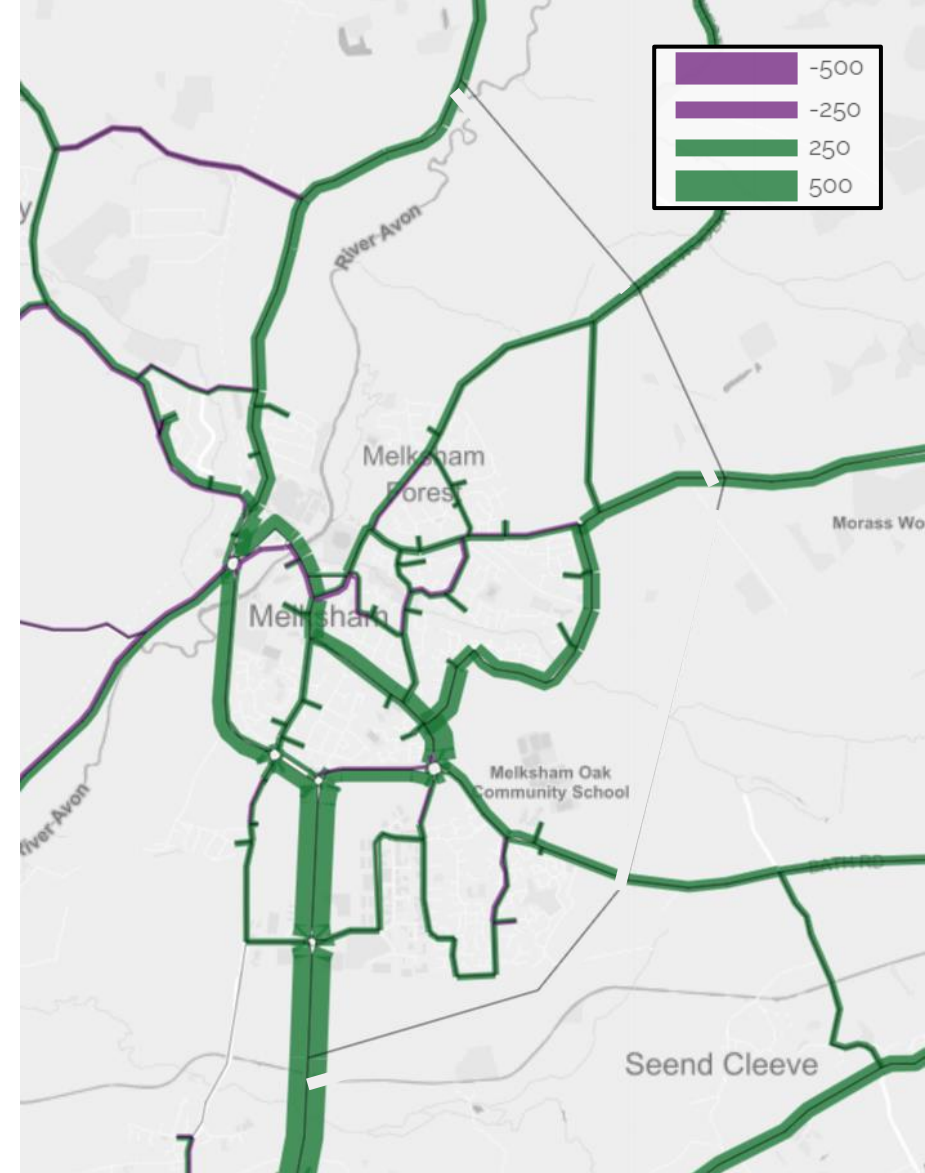 -500
-250
250
500
y
River Avon
Melksham
Forest
Morass Wo
Melksham
Melksham Oak
Community School
River Avon
BATH RD
Seend Cleeve